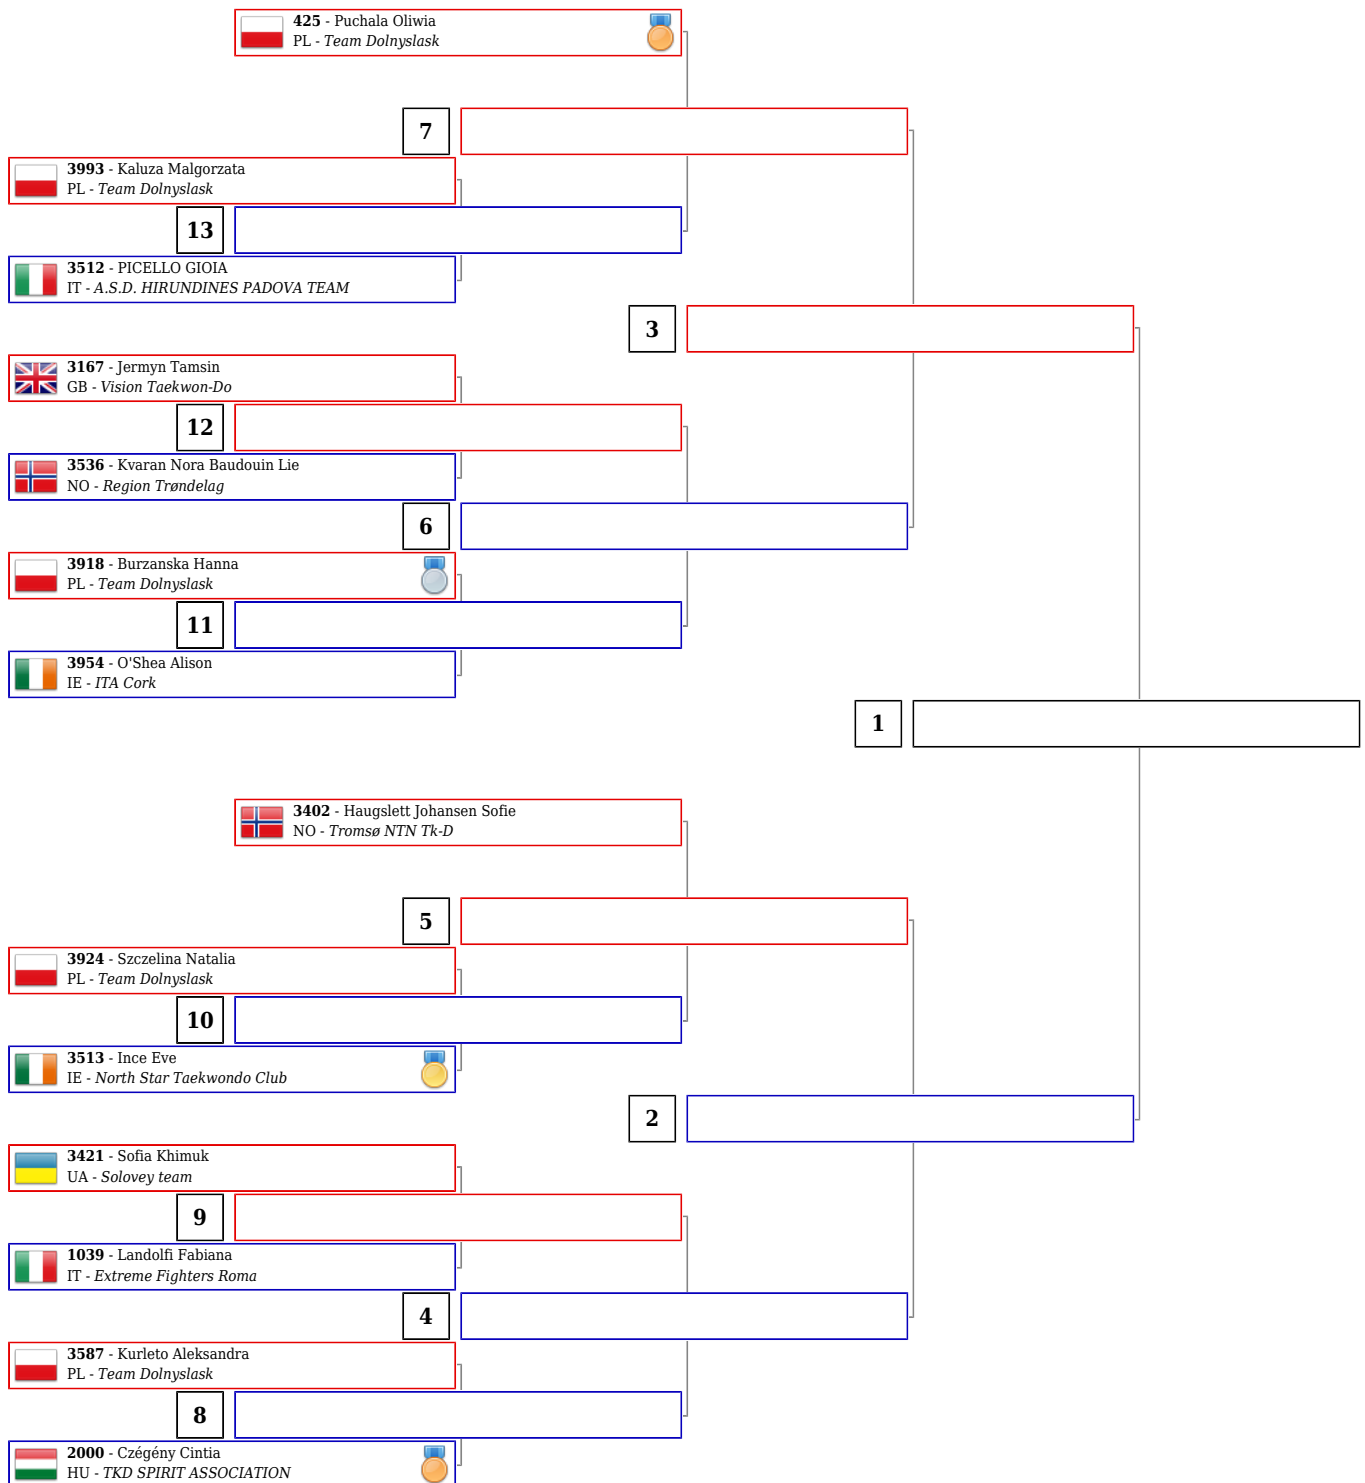 425 - Puchala Oliwia
PL - Team Dolnyslask
7
3993 - Kaluza Malgorzata
PL - Team Dolnyslask
13
3512 - PICELLO GIOIA
IT - A.S.D. HIRUNDINES PADOVA TEAM
3
3167 - Jermyn Tamsin
GB - Vision Taekwon-Do
12
3536 - Kvaran Nora Baudouin Lie
NO - Region Trøndelag
6
3918 - Burzanska Hanna
PL - Team Dolnyslask
11
3954 - O'Shea Alison
IE - ITA Cork
1
3402 - Haugslett Johansen Sofie
NO - Tromsø NTN Tk-D
5
3924 - Szczelina Natalia
PL - Team Dolnyslask
10
3513 - Ince Eve
IE - North Star Taekwondo Club
2
3421 - Sofia Khimuk
UA - Solovey team
9
1039 - Landolfi Fabiana
IT - Extreme Fighters Roma
4
3587 - Kurleto Aleksandra
PL - Team Dolnyslask
8
2000 - Czégény Cintia
HU - TKD SPIRIT ASSOCIATION